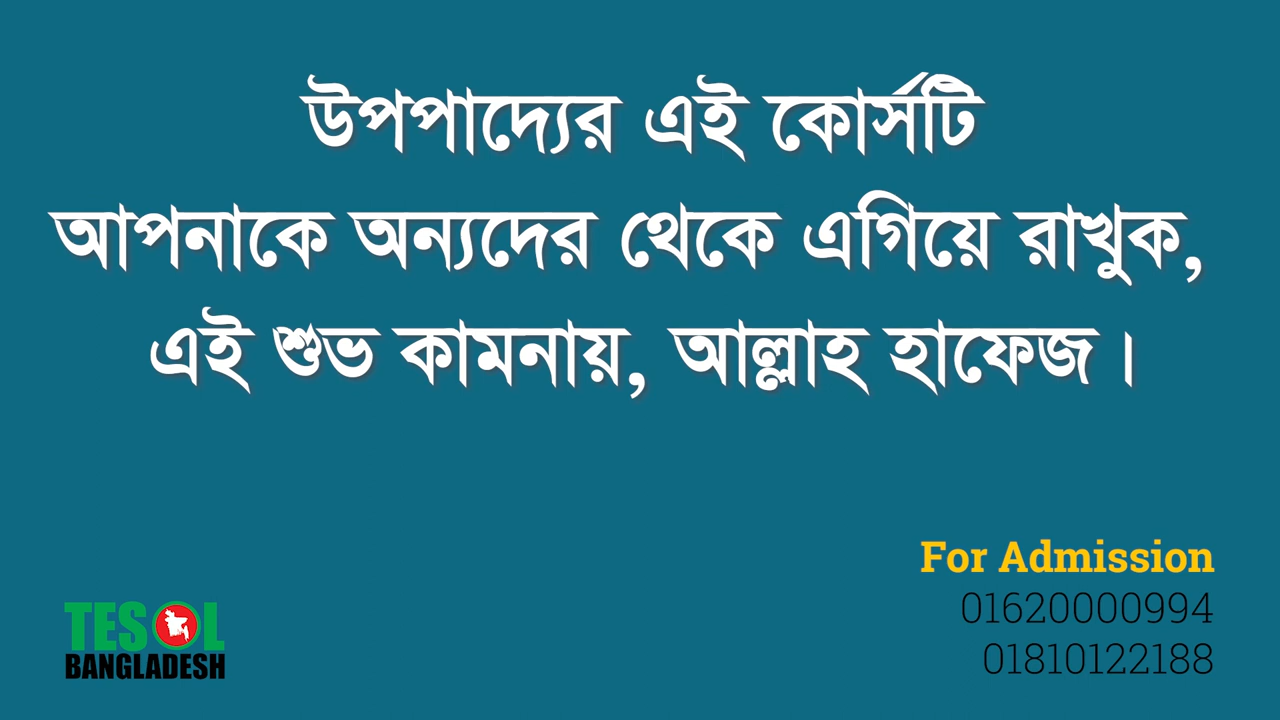 উপপাদ্যের এই কোর্সটি
আপনাকে অন্যদের থেকে এগিয়ে রাখুক,
এই শুভ কামনায়, আল্লাহ হাফেজ।
For Admission
01620000994
01810122188
TESOL
BANGLADESH